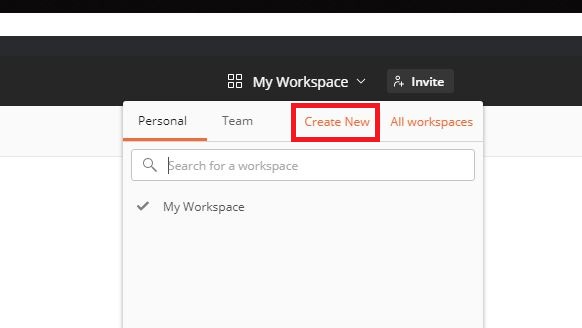 My Workspace Invite
Personal Team Create New All workspaces
Search for a workspace
My Workspace